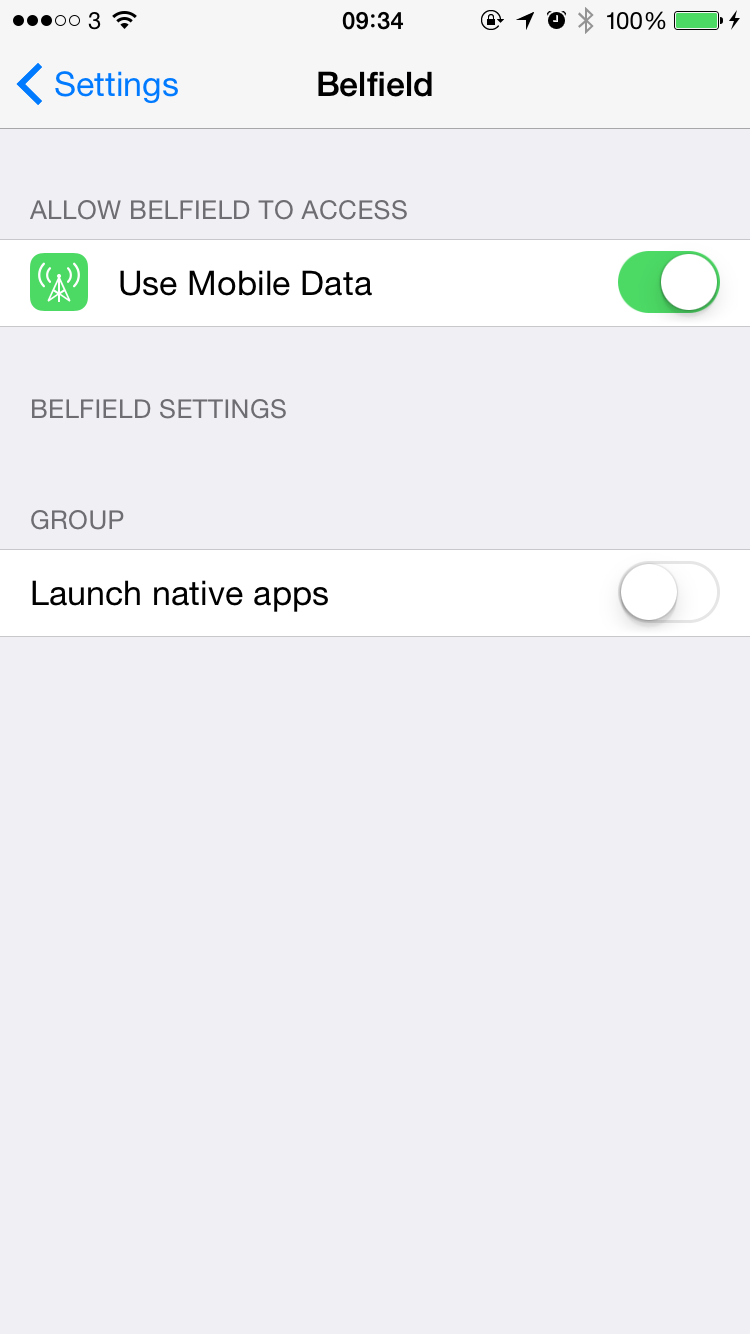 3 09:34 100%
Settings Belfield
ALLOW BELFIELD TO ACCESS
Use Mobile Data
BELFIELD SETTINGS
GROUP
Launch native apps